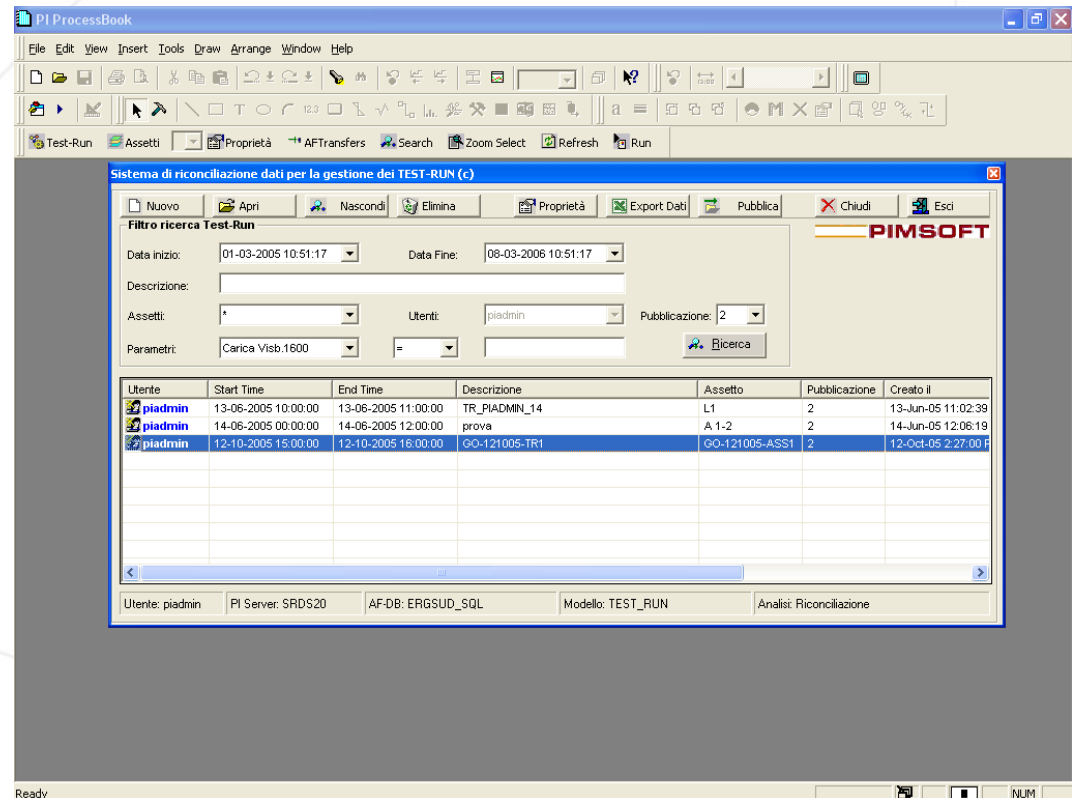 PI ProcessBook
File Edit View Insert Tools Draw Arrange Window Help
Test-Run Assetti Proprietà AFTransfers Search Zoom Select Refresh Run
Sistema di riconciliazione dati per la gestione dei TEST-RUN (c)
Nuovo Apri Nascondi Elimina Proprietà Export Dati Pubblica Chiudi Esci
Filtro ricerca Test-Run
PIMSOFT
Data inizio: 01-03-2005 10:51:17 Data Fine: 08-03-2006 10:51:17
Descrizione:
Assetti: * Utenti: piadmin Pubblicazione: 2
Parametri: Carica Visb.1600 = Ricerca
Utente Start Time End Time Descrizione Assetto Pubblicazione Creato il
piadmin 13-06-2005 10:00:00 13-06-2005 11:00:00 TR_PIADMIN_14 L1 2 13-Jun-05 11:02:39
piadmin 14-06-2005 00:00:00 14-06-2005 12:00:00 prova A 1-2 2 14-Jun-05 12:06:19
piadmin 12-10-2005 15:00:00 12-10-2005 16:00:00 GO-121005-TR1 GO-121005-ASS1 2 12-Oct-05 2:27:00 P
Utente: piadmin PI Server: SRDS20 AF-DB: ERGSUD_SQL Modello: TEST_RUN Analisi: Riconciliazione
Ready NUM